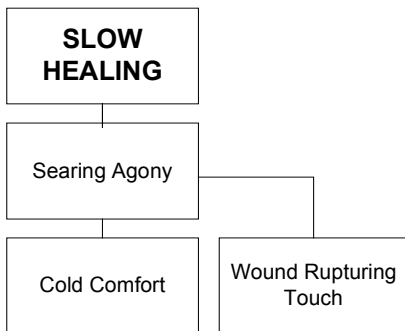 SLOW
HEALING
Searing Agony
Cold Comfort
Wound Rupturing
Touch